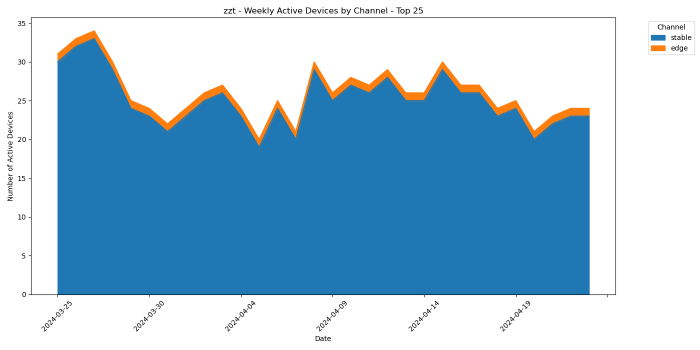 zzt - Weekly Active Devices by Channel - Top 25
Channel
stable
edge
Number of Active Devices
35
30
25
20
15
10
5
0
2024-03-25
2024-03-30
2024-04-04
2024-04-09
2024-04-14
2024-04-19
Date